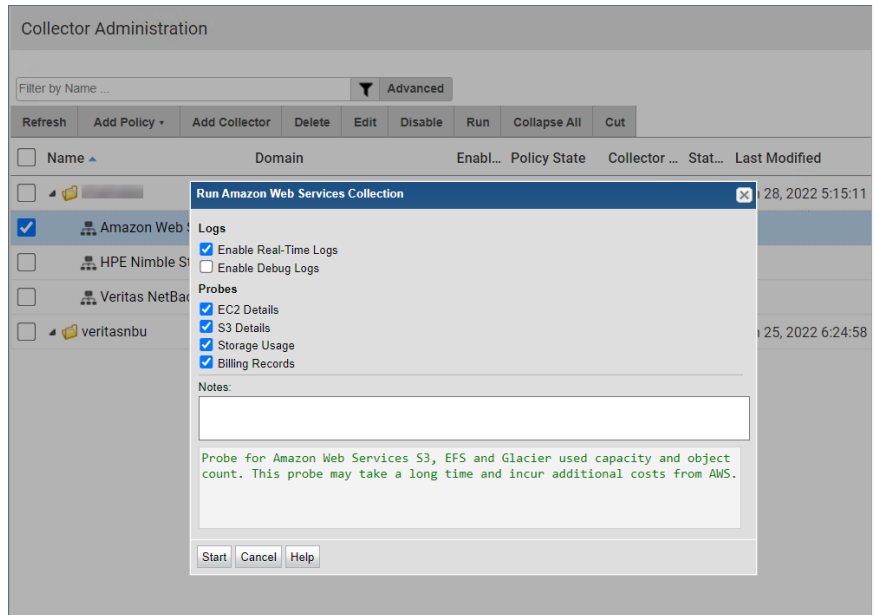 Collector Administration
Filter by Name ...
Advanced
Refresh Add Policy Add Collector Delete Edit Disable Run Collapse All Cut
Name Domain Enabl... Policy State Collector ... Stat... Last Modified
28, 2022 5:15:11
Amazon Web
HPE Nimble
Veritas
veritasnbu 25, 2022 6:24:58
Run Amazon Web Services Collection
Logs
Enable Real-Time Logs
Enable Debug Logs
Probes
EC2 Details
S3 Details
Storage Usage
Billing Records
Notes:
Probe for Amazon Web Services S3, EFS and Glacier used capacity and object
count. This probe may take a long time and incur additional costs from AWS.
Start Cancel Help